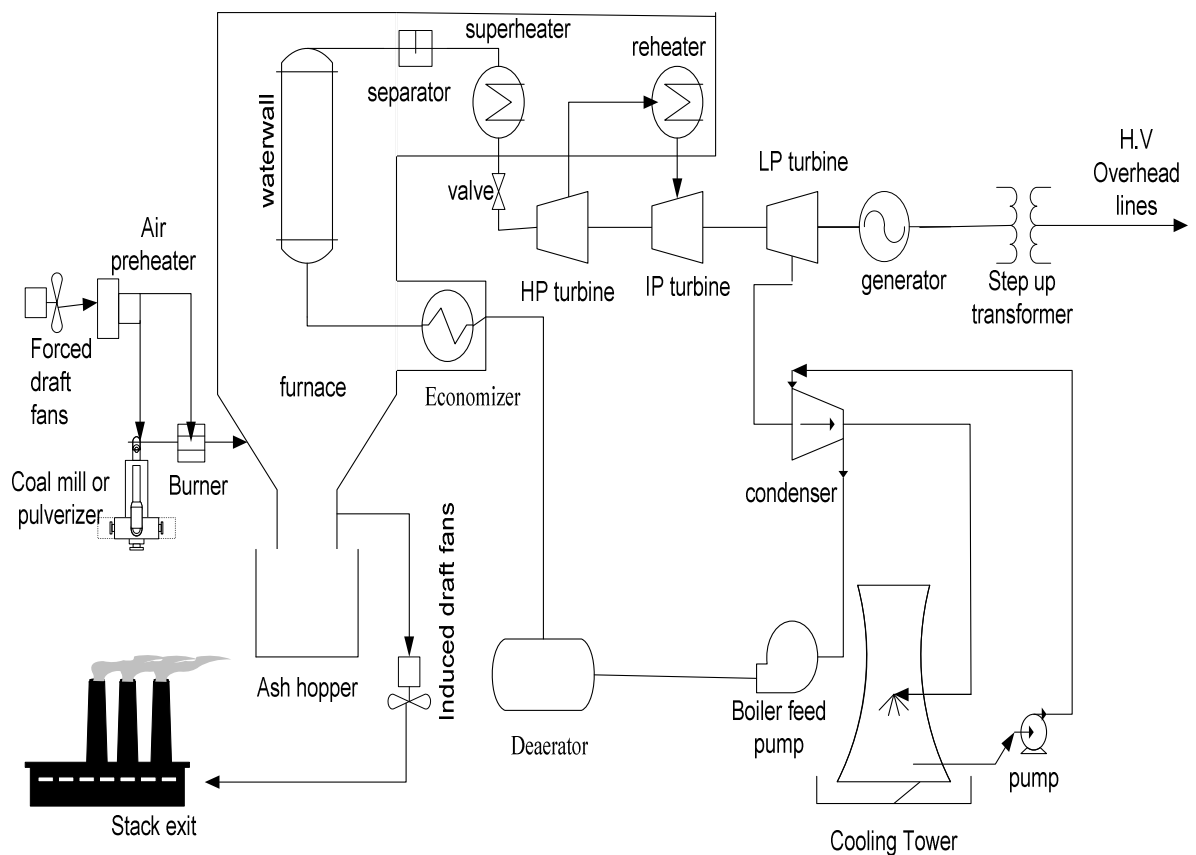 superheater
reheater
separator
waterwall
valve
LP turbine
H.V
Overhead
lines
Air
preheater
HP turbine
IP turbine
generator
Step up
transformer
Forced
draft
fans
furnace
Economizer
Coal mill or
pulverizer
Burner
condenser
Induced draft fans
Ash hopper
Boiler feed
pump
Deaerator
pump
Stack exit
Cooling Tower